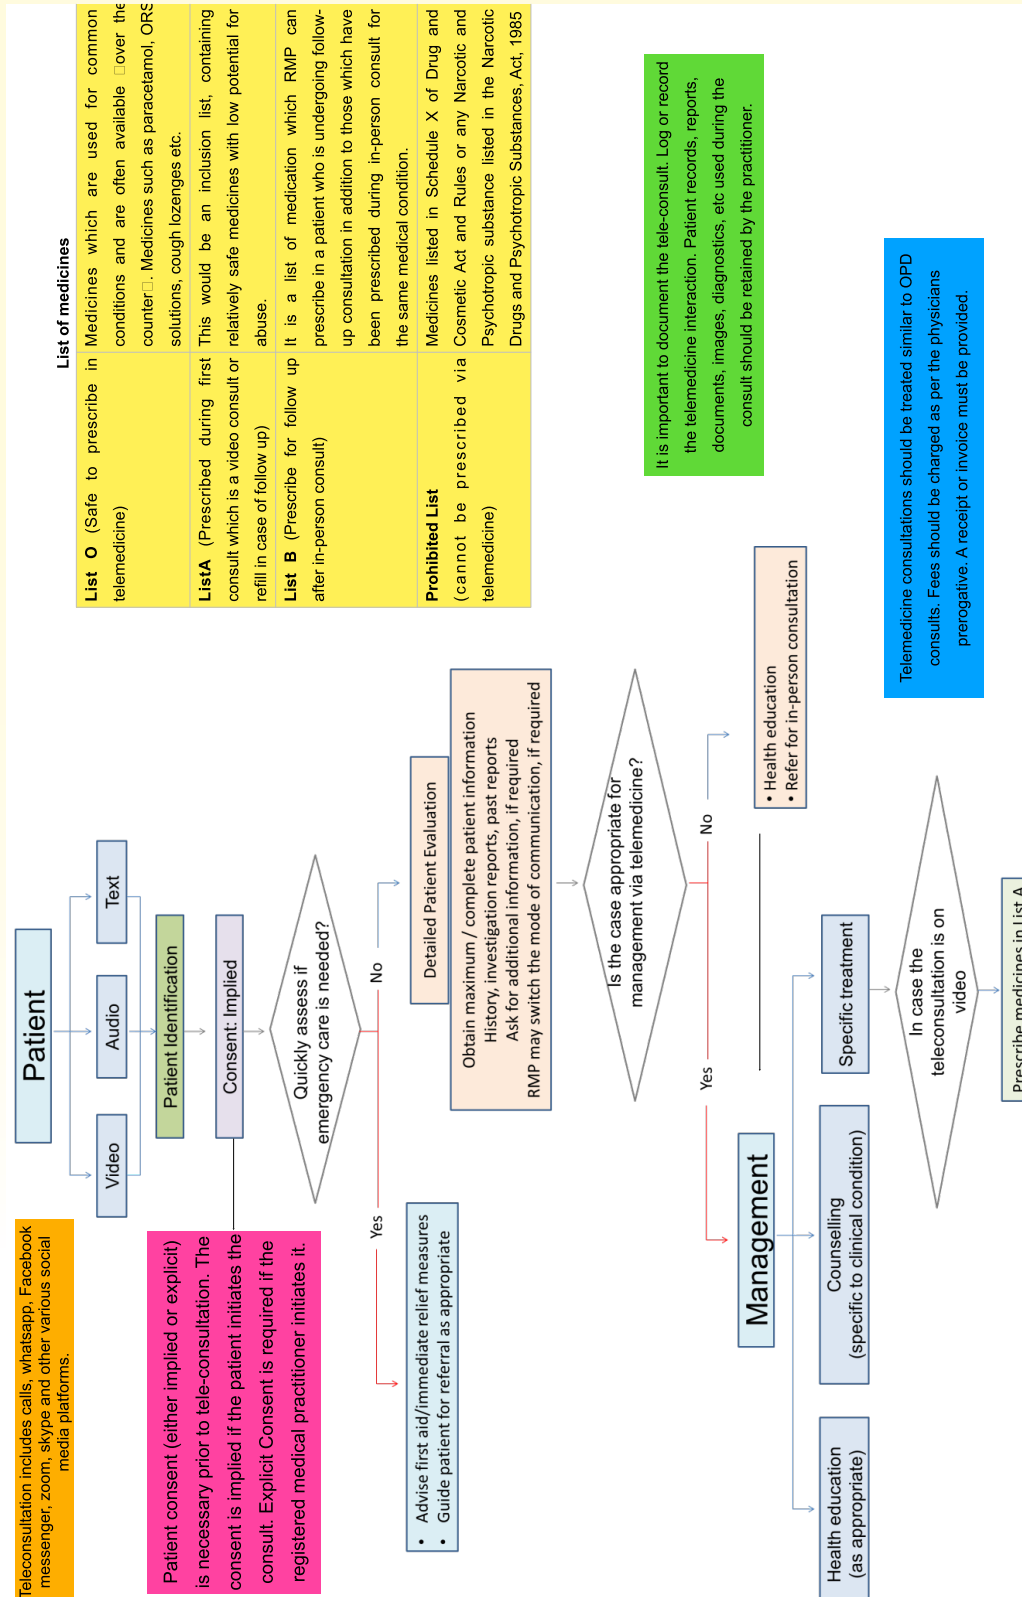 Teleconsultation includes calls, whatsapp, Facebook
messenger, zoom, skype and other various social
media platforms.
Patient
Video
Audio
Text
Patient Identification
Consent: Implied
Patient consent (either implied or explicit)
is necessary prior to tele-consultation. The
consent is implied if the patient initiates the
consult. Explicit Consent is required if the
registered medical practitioner initiates it.
Quickly assess if
emergency care is needed?
Yes
No
• Advise first aid/immediate relief measures
• Guide patient for referral as appropriate
Detailed Patient Evaluation
Obtain maximum / complete patient information
History, investigation reports, past reports
Ask for additional information, if required
RMP may switch the mode of communication, if required
Is the case appropriate for
management via telemedicine?
Yes
No
Management
• Health education
• Refer for in-person consultation
Health education
(as appropriate)
Counselling
(specific to clinical condition)
Specific treatment
In case the
teleconsultation is on
video
Prescribe medicines in List A
List of medicines
List O (Safe to prescribe in
telemedicine)
Medicines which are used for common
conditions and are often available □over the
counter□. Medicines such as paracetamol, ORS
solutions, cough lozenges etc.
ListA (Prescribed during first
consult which is a video consult or
refill in case of follow up)
This would be an inclusion list, containing
relatively safe medicines with low potential for
abuse.
List B (Prescribe for follow up
after in-person consult)
It is a list of medication which RMP can
prescribe in a patient who is undergoing follow-
up consultation in addition to those which have
been prescribed during in-person consult for
the same medical condition.
Prohibited List
(cannot be prescribed via
telemedicine)
Medicines listed in Schedule X of Drug and
Cosmetic Act and Rules or any Narcotic and
Psychotropic substance listed in the Narcotic
Drugs and Psychotropic Substances, Act, 1985
It is important to document the tele-consult. Log or record
the telemedicine interaction. Patient records, reports,
documents, images, diagnostics, etc used during the
consult should be retained by the practitioner.
Telemedicine consultations should be treated similar to OPD
consults. Fees should be charged as per the physicians
prerogative. A receipt or invoice must be provided.